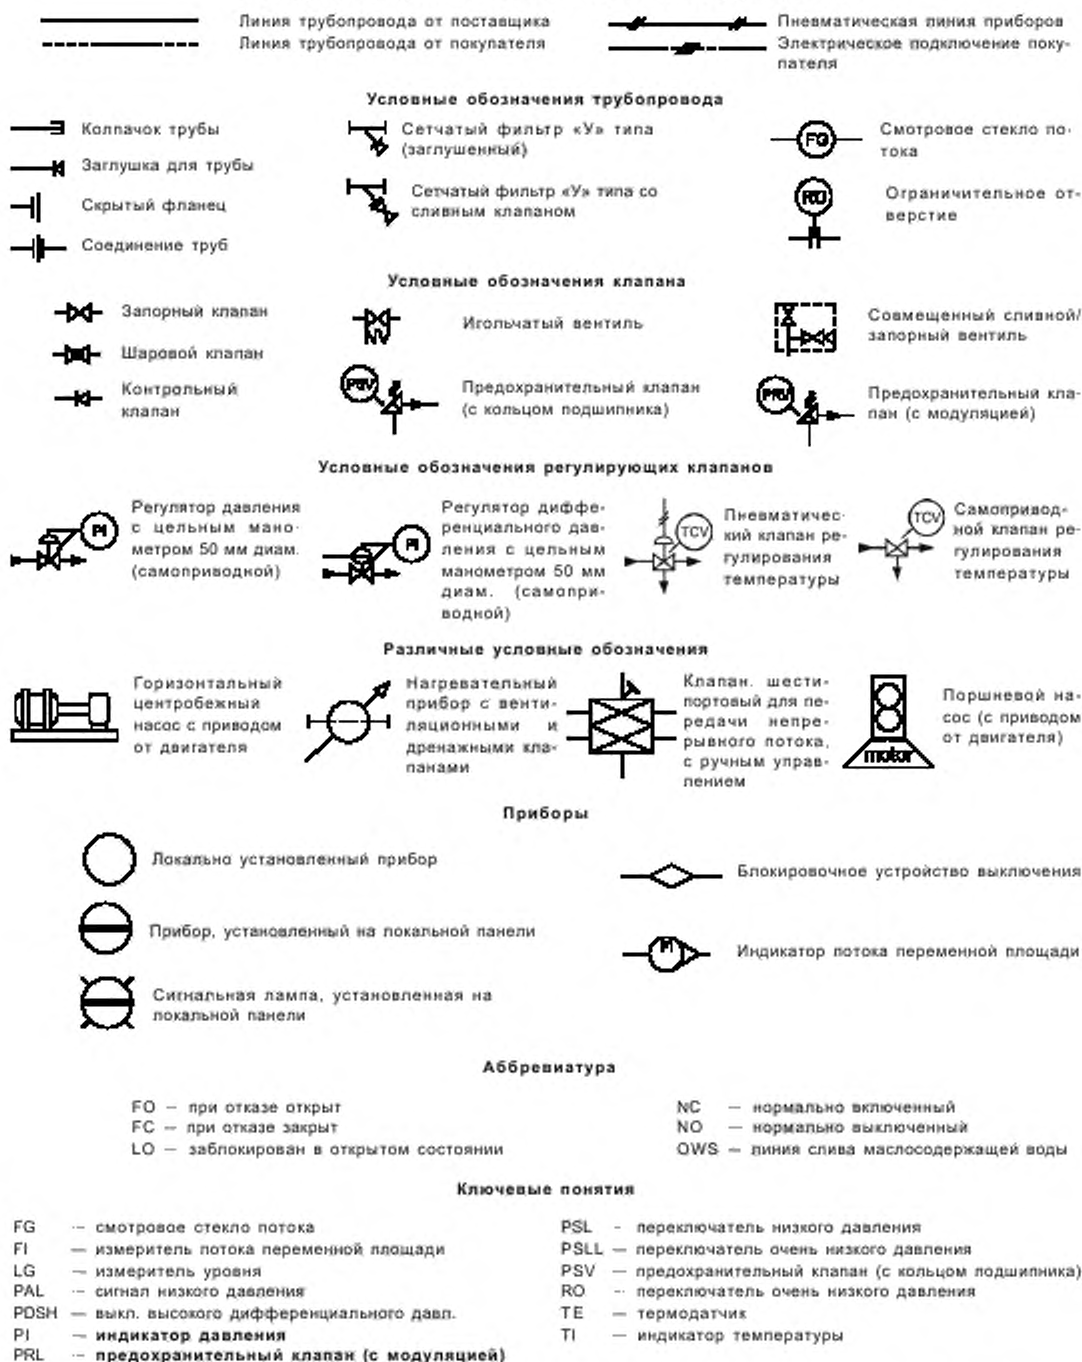 Линия трубопровода от поставщика
Линия трубопровода от покупателя
Пневматическая линия приборов
Электрическое подключение поку-
пателя
Условные обозначения трубопровода
Колпачок трубы
Заглушка для трубы
Скрытый фланец
Соединение труб
Сетчатый фильтр «У» типа
(заглушенный)
Сетчатый фильтр «У» типа со
сливным клапаном
FG
Смотровое стекло по-
тока
RO
Ограничительное от-
верстие
Условные обозначения клапана
Запорный клапан
Шаровой клапан
Контрольный
клапан
Игольчатый вентиль
PSV
Предохранительный клапан
(с кольцом подшипника)
Совмещенный сливной/
запорный вентиль
PRV
Предохранительный кла-
пан (с модуляцией)
Условные обозначения регулирующих клапанов
PI
Регулятор давления
с цельным мано-
метром 50 мм диам.
(самоприводной)
PI
Регулятор диффе-
ренциального дав-
ления с цельным
манометром 50 мм
диам. (самопри-
водной)
TCV
Пневматичес-
кий клапан ре-
гулирования
температуры
TCV
Самопривод-
ной клапан ре-
гулирования
температуры
Различные условные обозначения
Горизонтальный
центробежный
насос с приводом
от двигателя
Нагревательный
прибор с венти-
ляционными и
дренажными кла-
панами
Клапан. шести-
портовый для пе-
редачи непре-
рывного потока,
с ручным управ-
лением
motor
Поршневой на-
сос (с приводом
от двигателя)
Приборы
Локально установленный прибор
Прибор, установленный на локальной панели
Сигнальная лампа, установленная на
локальной панели
Блокировочное устройство выключения
FI
Индикатор потока переменной площади
Аббревиатура
FO — при отказе открыт
FC — при отказе закрыт
LO — заблокирован в открытом состоянии
NC — нормально включенный
NO — нормально выключенный
OWS — линия слива маслосодержащей воды
Ключевые понятия
FG — смотровое стекло потока
FI — измеритель потока переменной площади
LG — измеритель уровня
PAL — сигнал низкого давления
PDSH — выкл. высокого дифференциального давл.
PI — индикатор давления
PRL — предохранительный клапан (с модуляцией)
PSL - переключатель низкого давления
PSLL — переключатель очень низкого давления
PSV — предохранительный клапан (с кольцом подшипника)
RO - переключатель очень низкого давления
TE — термодатчик
TI — индикатор температуры